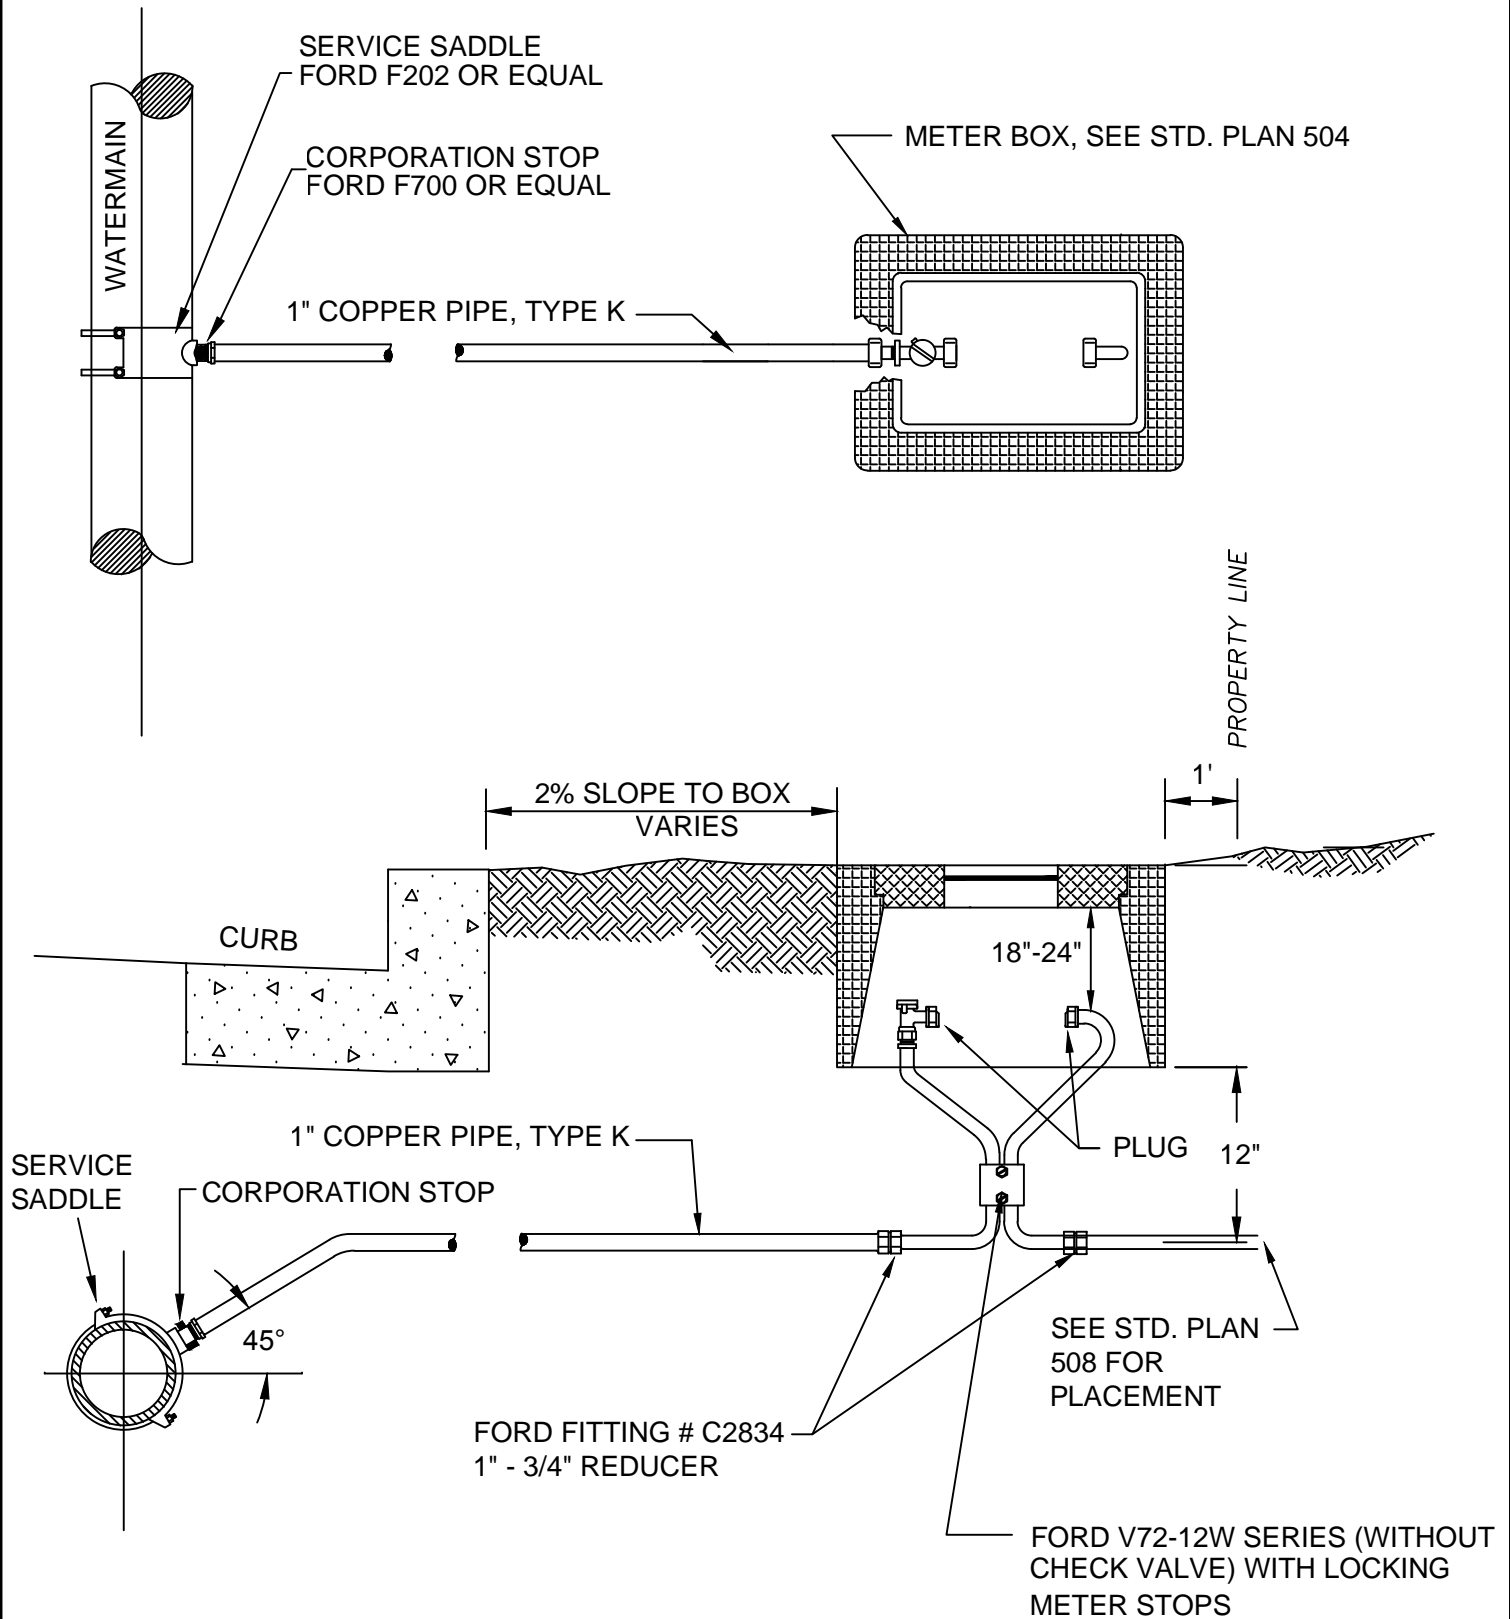 SERVICE SADDLE
FORD F202 OR EQUAL
CORPORATION STOP
FORD F700 OR EQUAL
METER BOX, SEE STD. PLAN 504
WATERMAIN
1" COPPER PIPE, TYPE K
PROPERTY LINE
1'
2% SLOPE TO BOX
VARIES
CURB
18"-24"
1" COPPER PIPE, TYPE K
PLUG
12"
SERVICE
SADDLE
CORPORATION STOP
45°
SEE STD. PLAN
508 FOR
PLACEMENT
FORD FITTING # C2834
1" - 3/4" REDUCER
FORD V72-12W SERIES (WITHOUT
CHECK VALVE) WITH LOCKING
METER STOPS